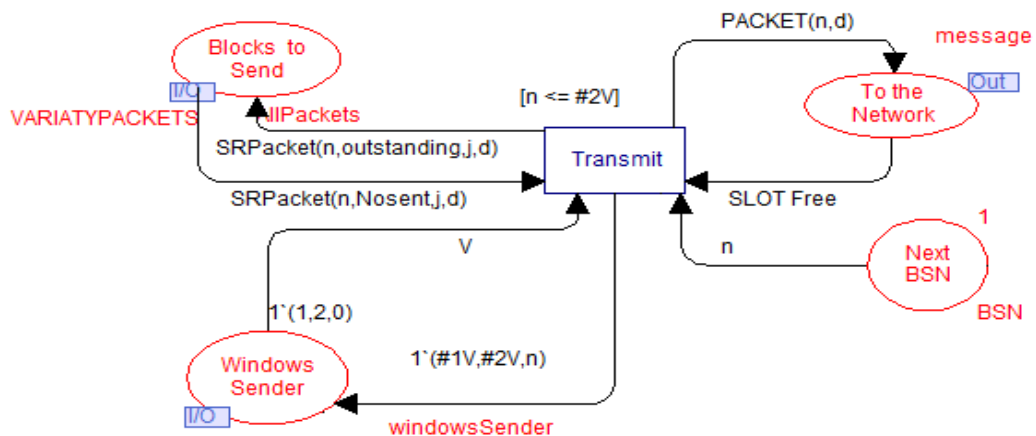 PACKET(n,d)
message
Blocks to
Send
I/O
VARIATYPACKETS
llPackets
[n <= #2V]
Out
To the
Network
SRPacket(n,outstanding,j,d)
Transmit
SRPacket(n,Nosent,j,d)
SLOT Free
1
V
n
Next
BSN
BSN
1`(1,2,0)
Windows
Sender
I/O
1`(#1V,#2V,n)
windowsSender